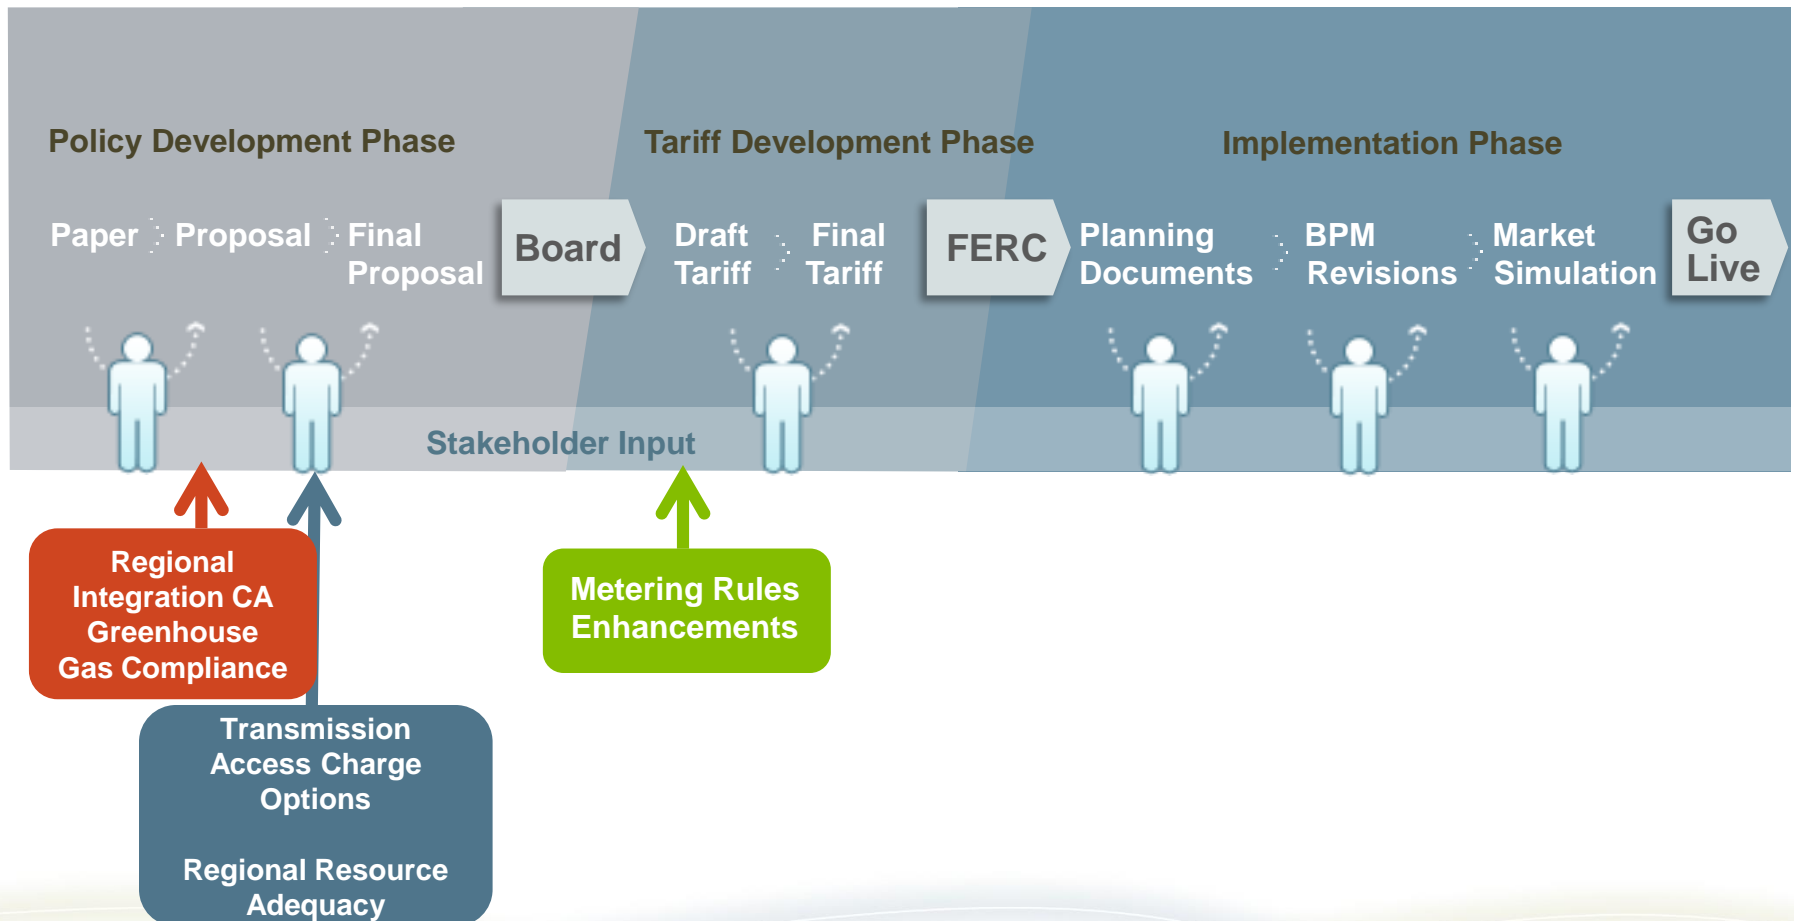 Policy Development Phase
Tariff Development Phase
Implementation Phase
Paper
Proposal
Final
Proposal
Board
Draft
Tariff
Final
Tariff
FERC
Planning
Documents
BPM
Revisions
Market
Simulation
Go
Live
Stakeholder Input
Regional
Integration CA
Greenhouse
Gas Compliance
Metering Rules
Enhancements
Transmission
Access Charge
Options
Regional Resource
Adequacy